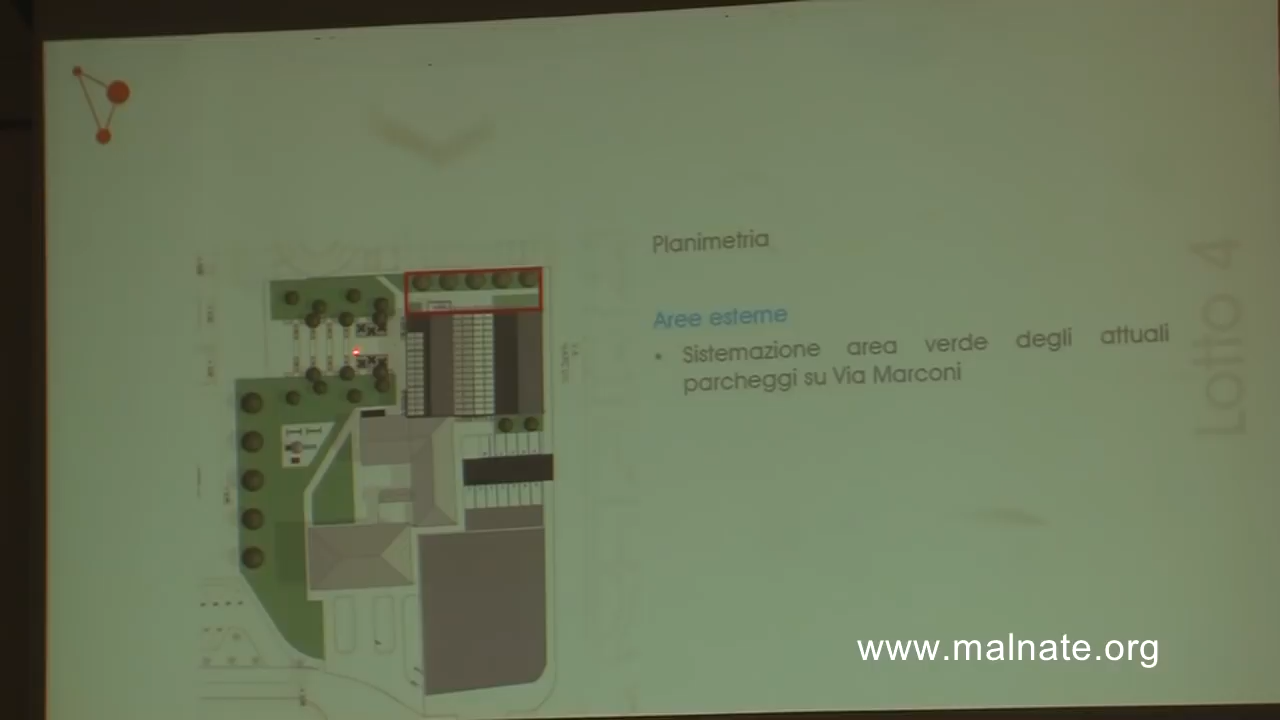 Planimetria
Aree esterne
• Sistemazione area verde degli attuali
parcheggi su Via Marconi
Lotto 4
www.malnate.org